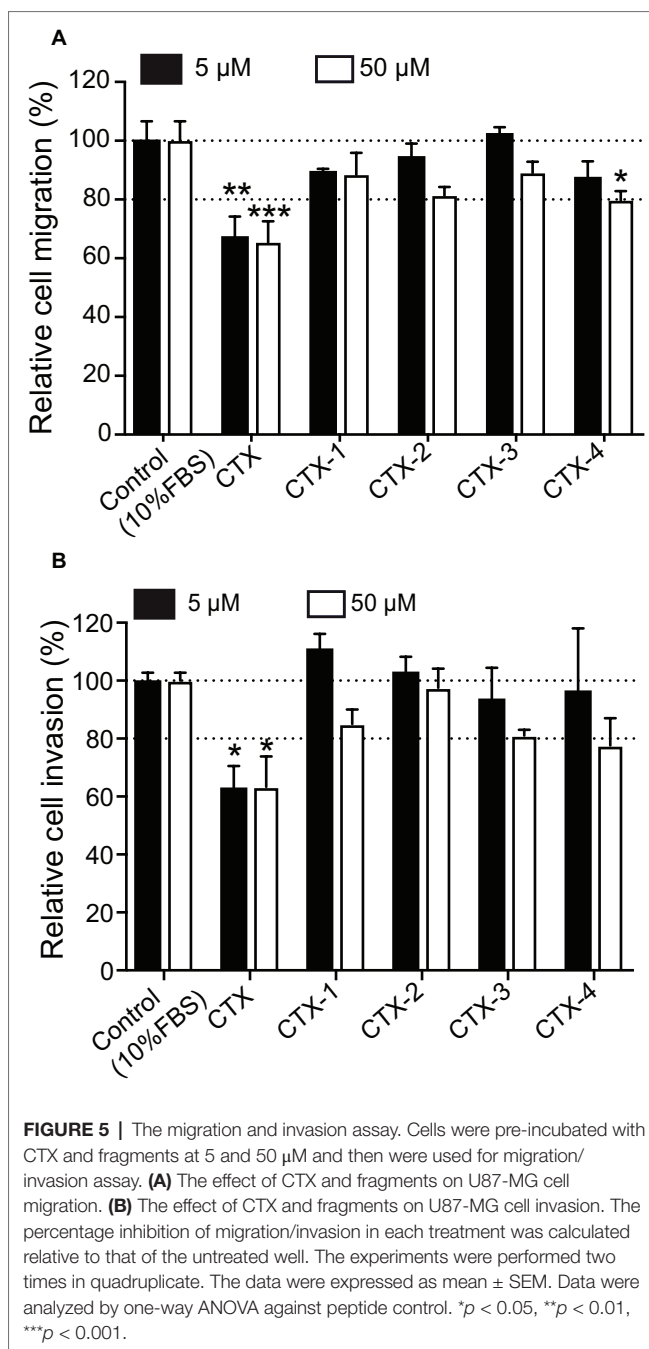 A
5 µM 50 µM
Relative cell migration (%)
120
100
80
60
40
20
0
** *** *
Control (10%FBS) CTX CTX-1 CTX-2 CTX-3 CTX-4
B
5 µM 50 µM
Relative cell invasion (%)
120
100
80
60
40
20
0
* *
Control (10%FBS) CTX CTX-1 CTX-2 CTX-3 CTX-4
FIGURE 5 | The migration and invasion assay. Cells were pre-incubated with
CTX and fragments at 5 and 50 μM and then were used for migration/
invasion assay. (A) The effect of CTX and fragments on U87-MG cell
migration. (B) The effect of CTX and fragments on U87-MG cell invasion. The
percentage inhibition of migration/invasion in each treatment was calculated
relative to that of the untreated well. The experiments were performed two
times in quadruplicate. The data were expressed as mean ± SEM. Data were
analyzed by one-way ANOVA against peptide control. *p < 0.05, **p < 0.01,
***p < 0.001.